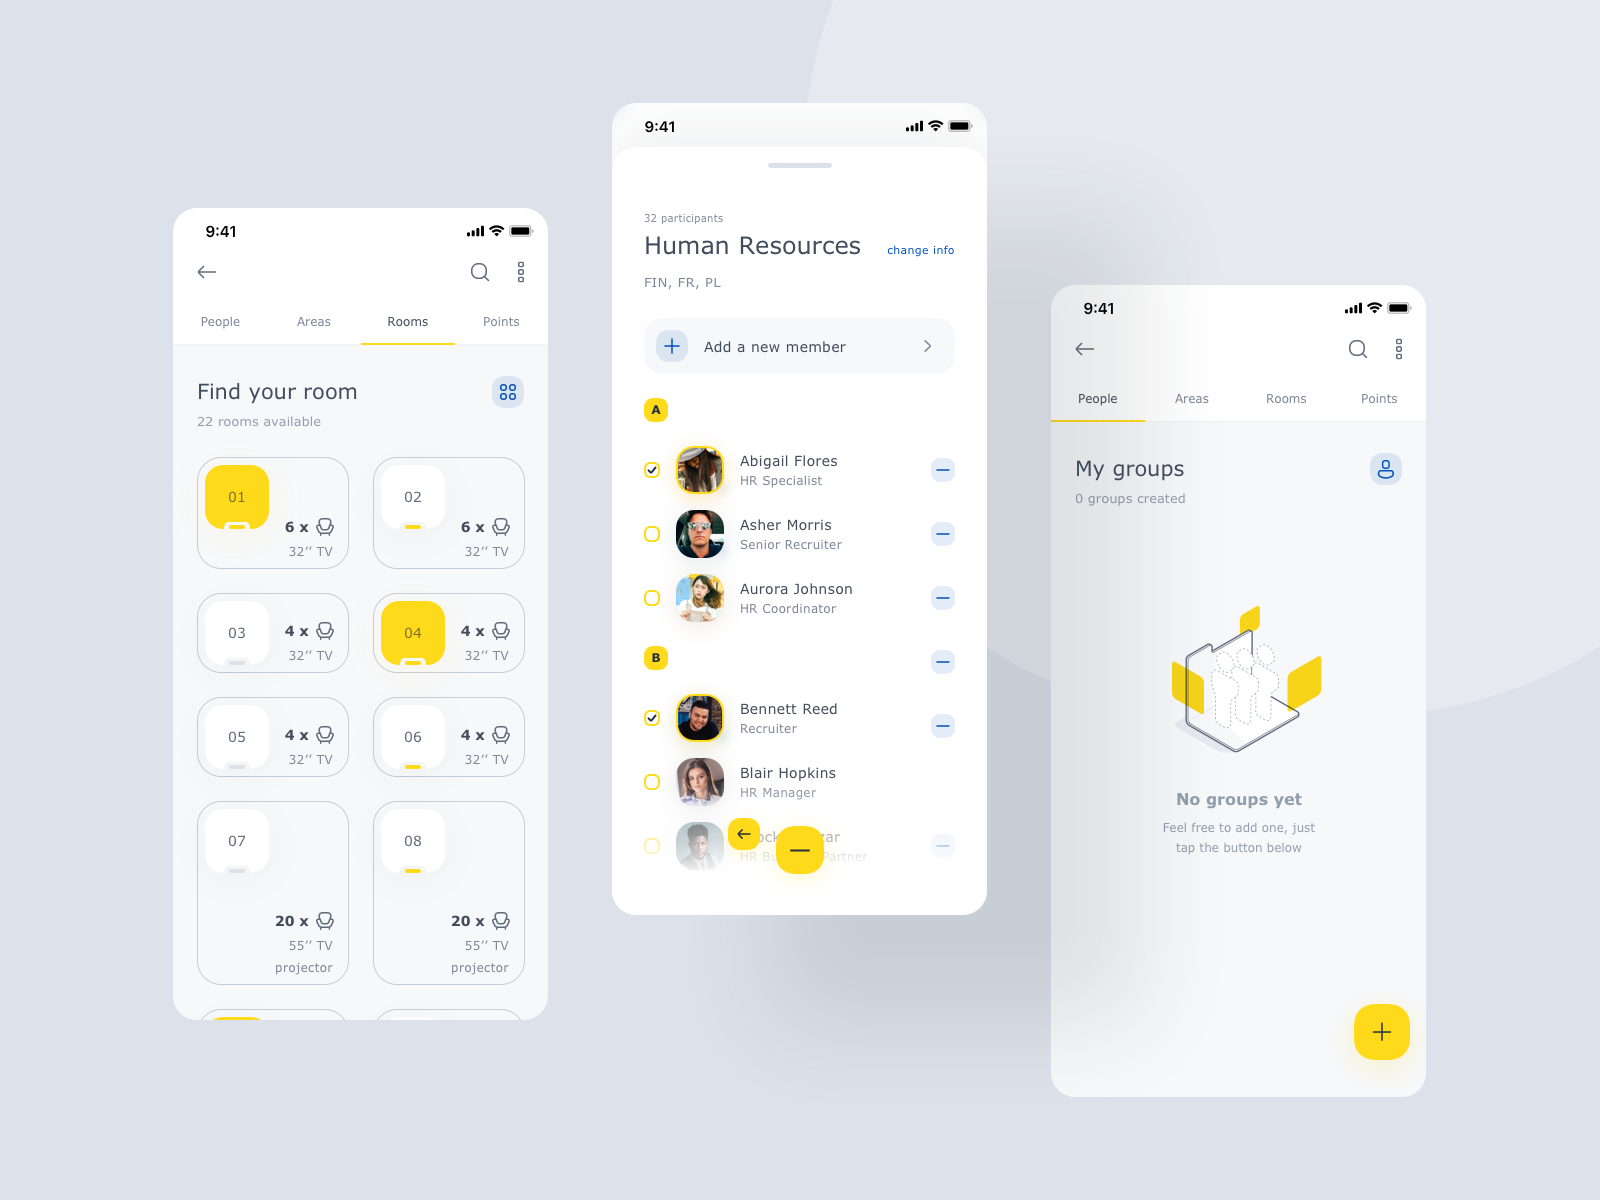 9:41
People Areas Rooms Points
Find your room
22 rooms available
01
6 x
32’’ TV
02
6 x
32’’ TV
03
4 x
32’’ TV
04
4 x
32’’ TV
05
4 x
32’’ TV
06
4 x
32’’ TV
07
20 x
55’’ TV
projector
08
20 x
55’’ TV
projector
9:41
32 participants
Human Resources
change info
FIN, FR, PL
Add a new member
A
Abigail Flores
HR Specialist
Asher Morris
Senior Recruiter
Aurora Johnson
HR Coordinator
B
Bennett Reed
Recruiter
Blair Hopkins
HR Manager
HR Partner
9:41
People Areas Rooms Points
My groups
0 groups created
No groups yet
Feel free to add one, just
tap the button below